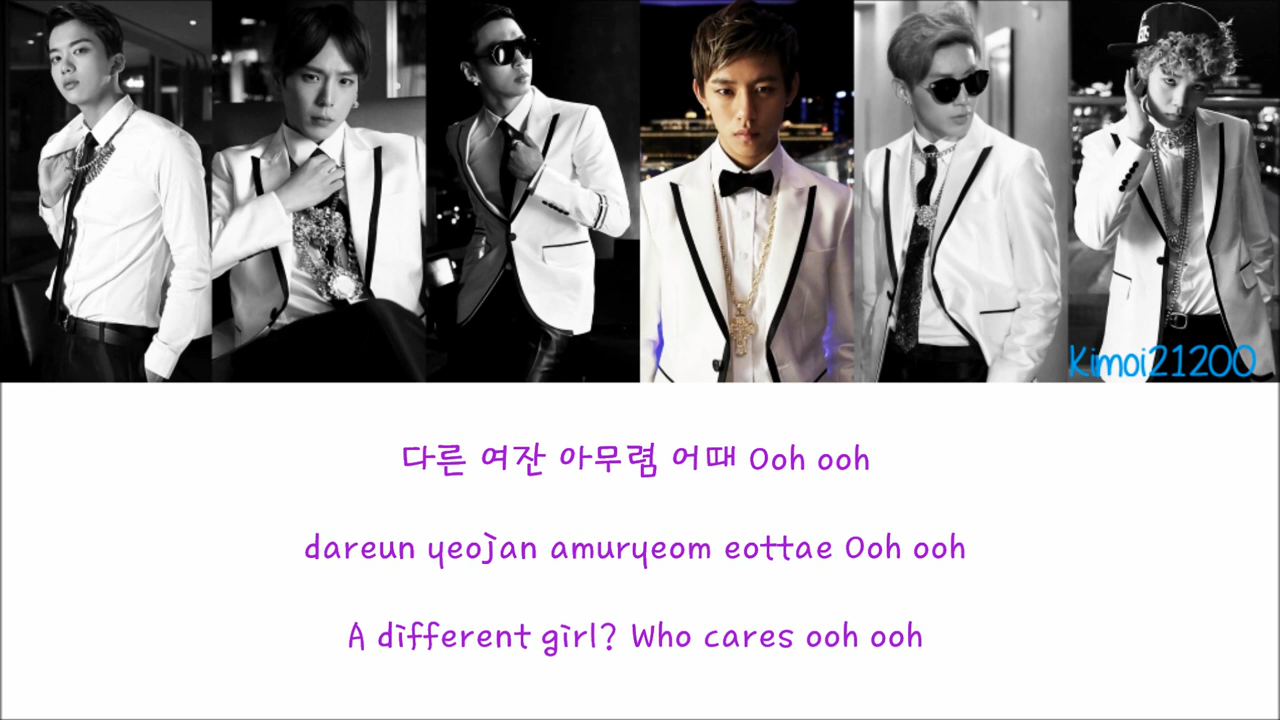 Kimoi21200
다른 여잔 아무렴 어때 Ooh ooh
dareun yeojan amuryeom eottae Ooh ooh
A different girl? Who cares ooh ooh